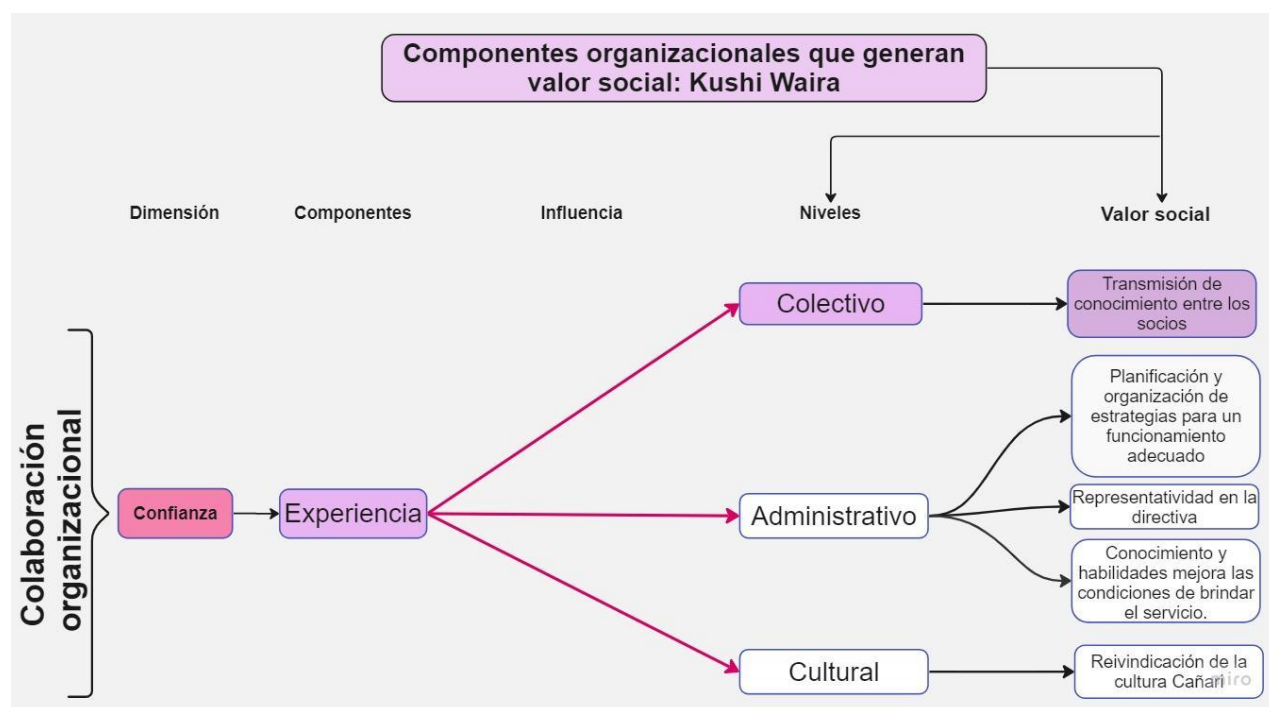 Componentes organizacionales que generan
valor social: Kushi Waira
Dimensión
Componentes
Influencia
Niveles
Valor social
Colaboración
organizacional
Confianza
Experiencia
Colectivo
Transmisión de
conocimiento entre los
socios
Administrativo
Planificación y
organización de
estrategias para un
funcionamiento
adecuado
Representatividad en la
directiva
Conocimiento y
habilidades mejora las
condiciones de brindar
el servicio.
Cultural
Reivindicación de la
cultura Cañari
miro